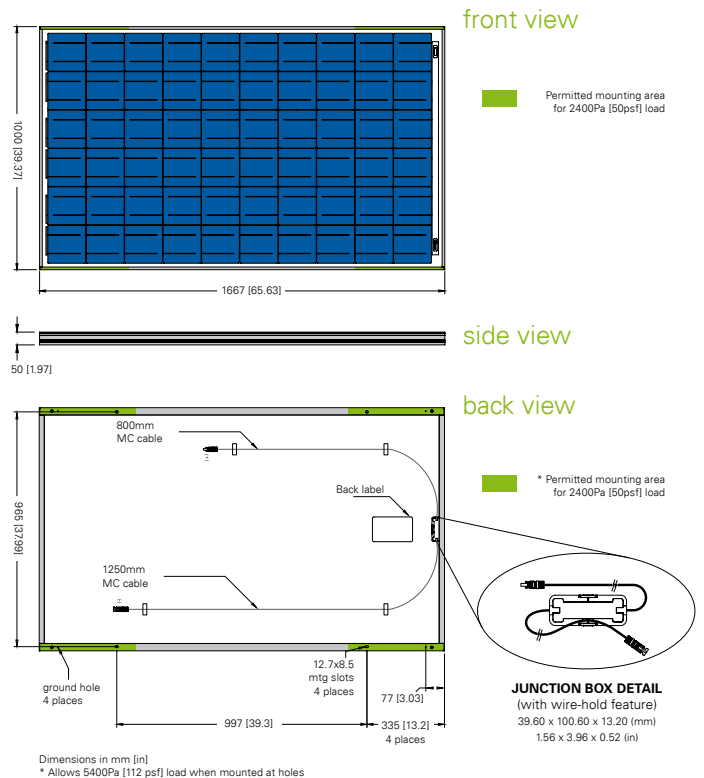 front view
Permitted mounting area
for 2400Pa [50psf] load
1000 [39.37]
1667 [65.63]
side view
50 [1.97]
back view
800mm
MC cable
Back label
* Permitted mounting area
for 2400Pa [50psf] load
965 [37.99]
1250mm
MC cable
ground hole
4 places
12.7x8.5
mtg slots
4 places
77 [3.03]
997 [39.3]
335 [13.2]
4 places
JUNCTION BOX DETAIL
(with wire-hold feature)
39.60 x 100.60 x 13.20 (mm)
1.56 x 3.96 x 0.52 (in)
Dimensions in mm [in]
* Allows 5400Pa [112 psf] load when mounted at holes